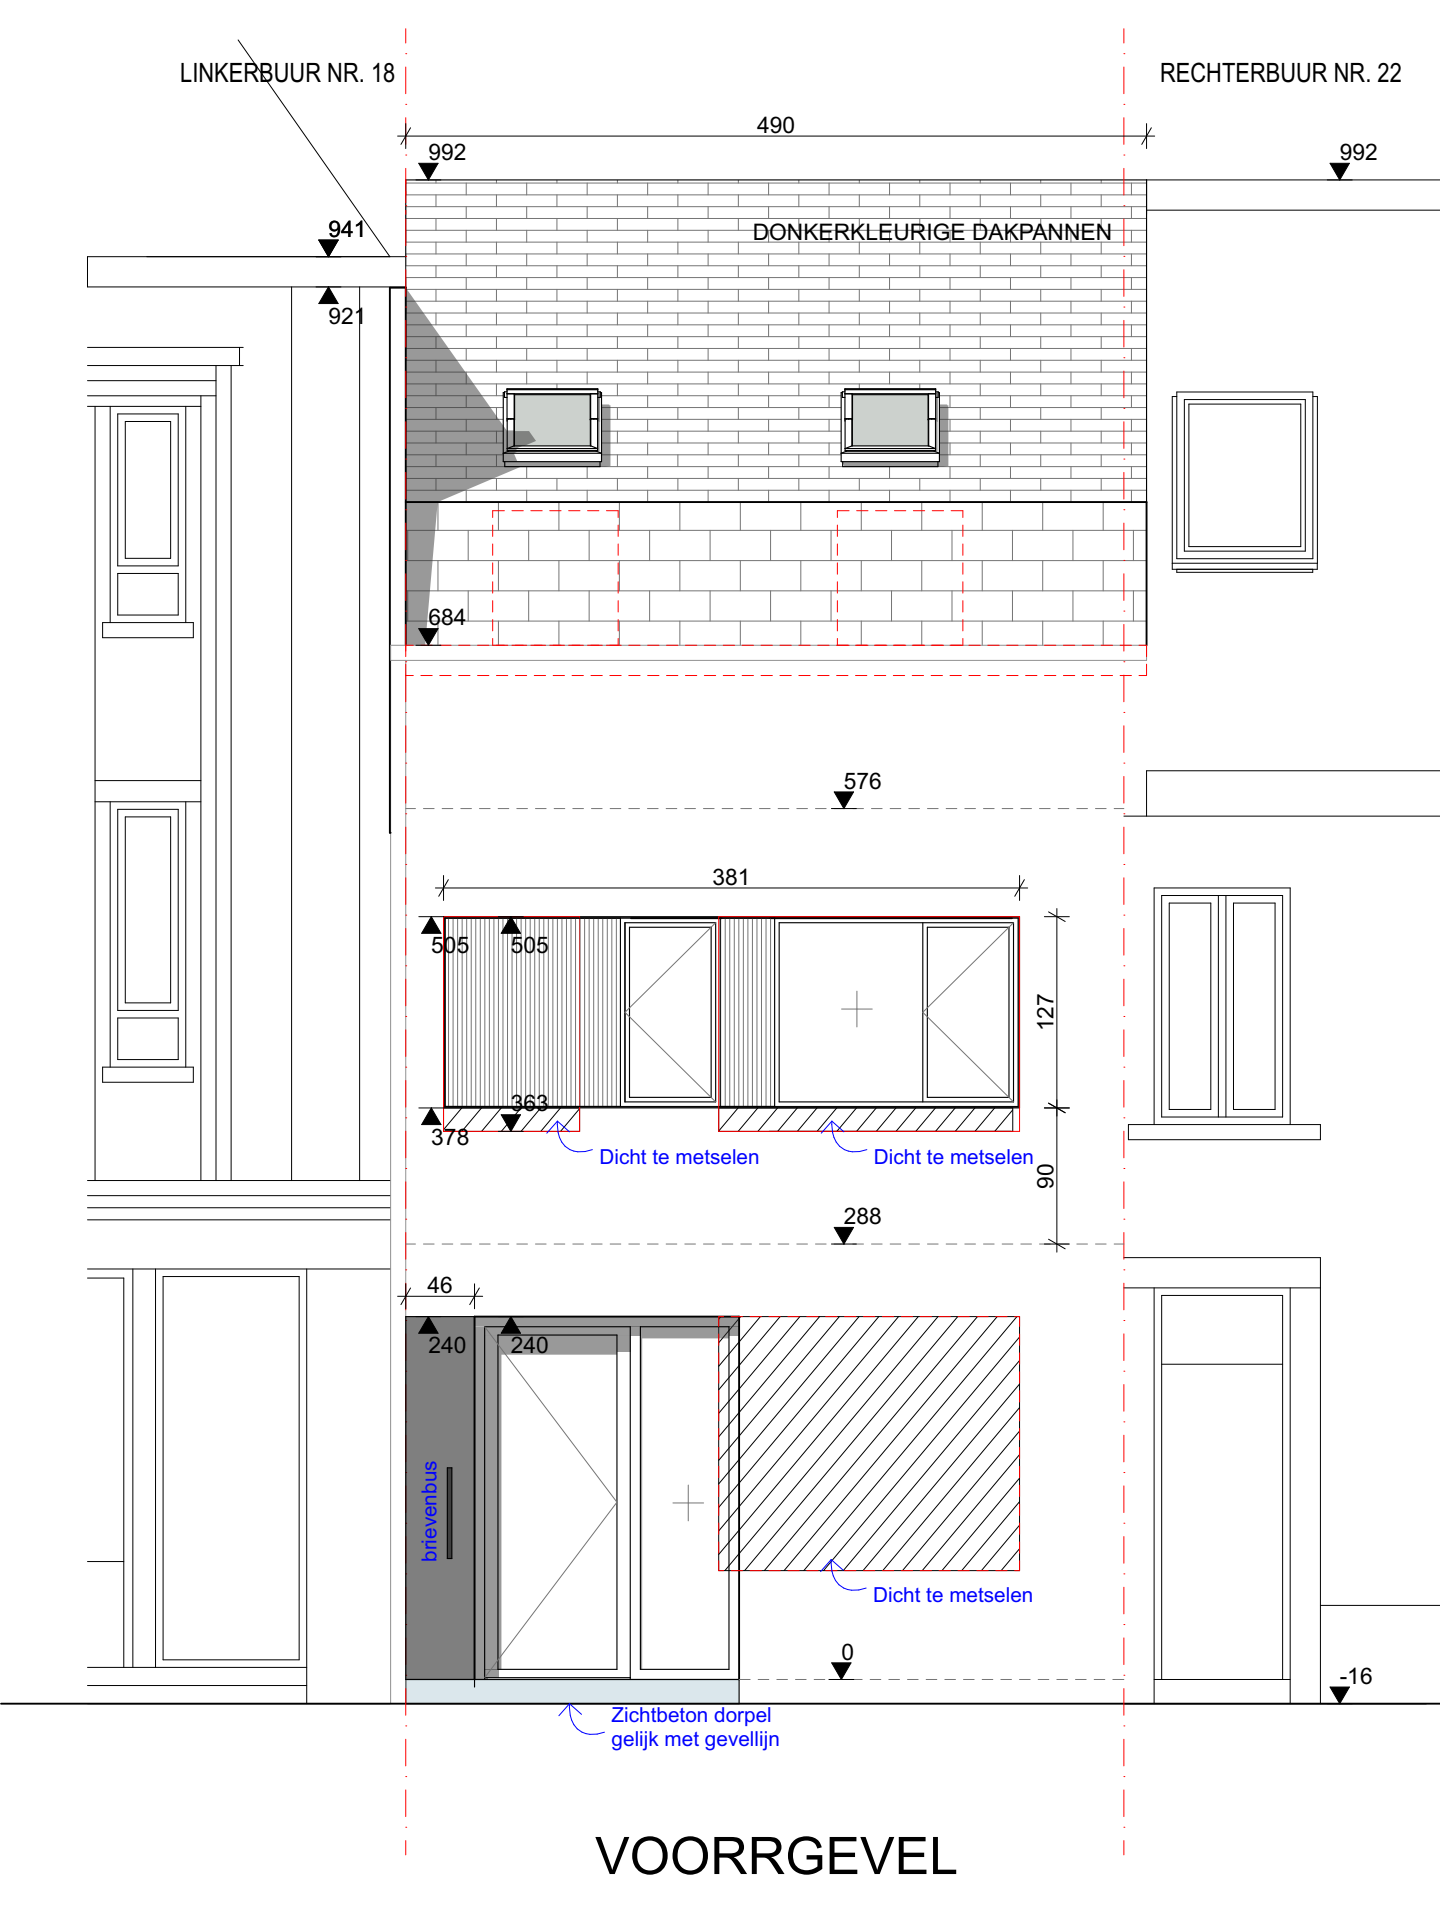 LINKERBUUR NR. 18
RECHTERBUUR NR. 22
490
992
992
DONKERKLEURIGE DAKPANNEN
941
921
684
576
381
505
505
127
363
378
Dicht te metselen
Dicht te metselen
90
288
46
240
240
brievenbus
Dicht te metselen
0
-16
Zichtbeton dorpel
gelijk met gevellijn
VOORRGEVEL